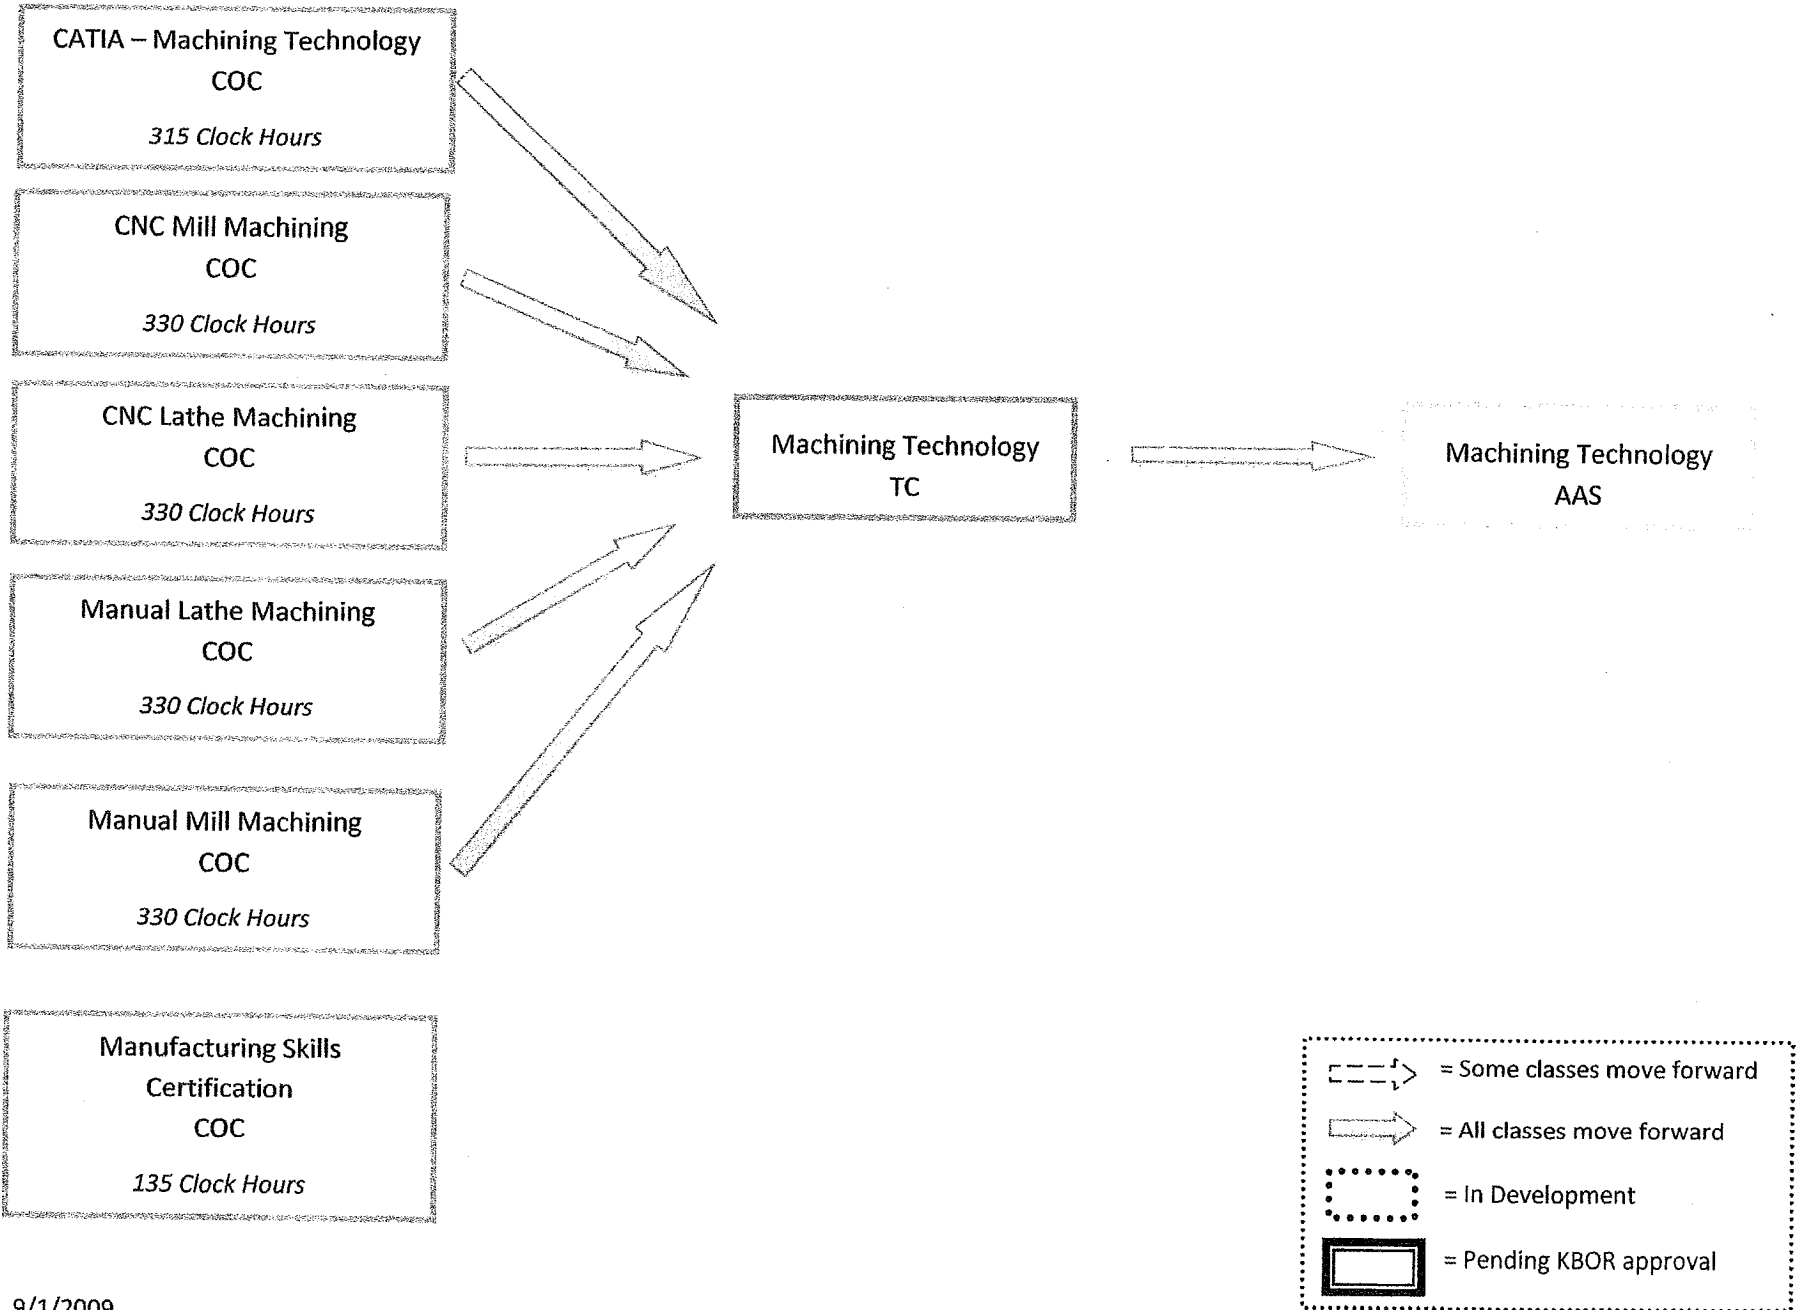 CATIA – Machining Technology
COC
315 Clock Hours
CNC Mill Machining
COC
330 Clock Hours
CNC Lathe Machining
COC
330 Clock Hours
Manual Lathe Machining
COC
330 Clock Hours
Manual Mill Machining
COC
330 Clock Hours
Manufacturing Skills
Certification
COC
135 Clock Hours
Machining Technology
TC
Machining Technology
AAS
= Some classes move forward
= All classes move forward
= In Development
= Pending KBOR approval
9/1/2009